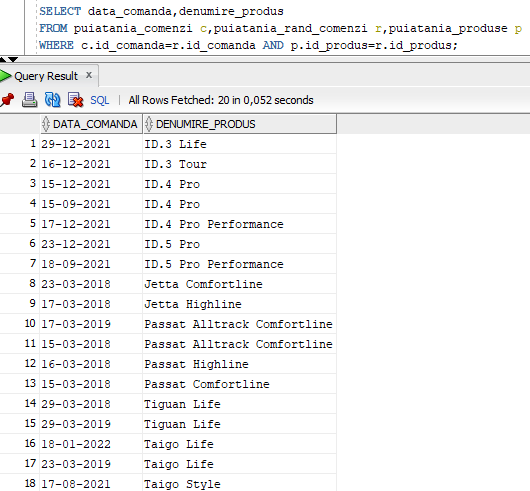 SELECT data_comanda,denumire_produs
FROM puiatania_comenzi c,puiatania_rand_comenzi r,puiatania_produse p
WHERE c.id_comanda=r.id_comanda AND p.id_produs=r.id_produs;
Query Result x
SQL | All Rows Fetched: 20 in 0,052 seconds
DATA_COMANDA DENUMIRE_PRODUS
1 29-12-2021 ID.3 Life
2 16-12-2021 ID.3 Tour
3 15-12-2021 ID.4 Pro
4 15-09-2021 ID.4 Pro
5 17-12-2021 ID.4 Pro Performance
6 23-12-2021 ID.5 Pro
7 18-09-2021 ID.5 Pro Performance
8 23-03-2018 Jetta Comfortline
9 17-03-2018 Jetta Highline
10 17-03-2019 Passat Alltrack Comfortline
11 15-03-2018 Passat Alltrack Comfortline
12 16-03-2018 Passat Highline
13 15-03-2018 Passat Comfortline
14 29-03-2018 Tiguan Life
15 29-03-2019 Tiguan Life
16 18-01-2022 Taigo Life
17 23-03-2019 Taigo Life
18 17-08-2021 Taigo Style